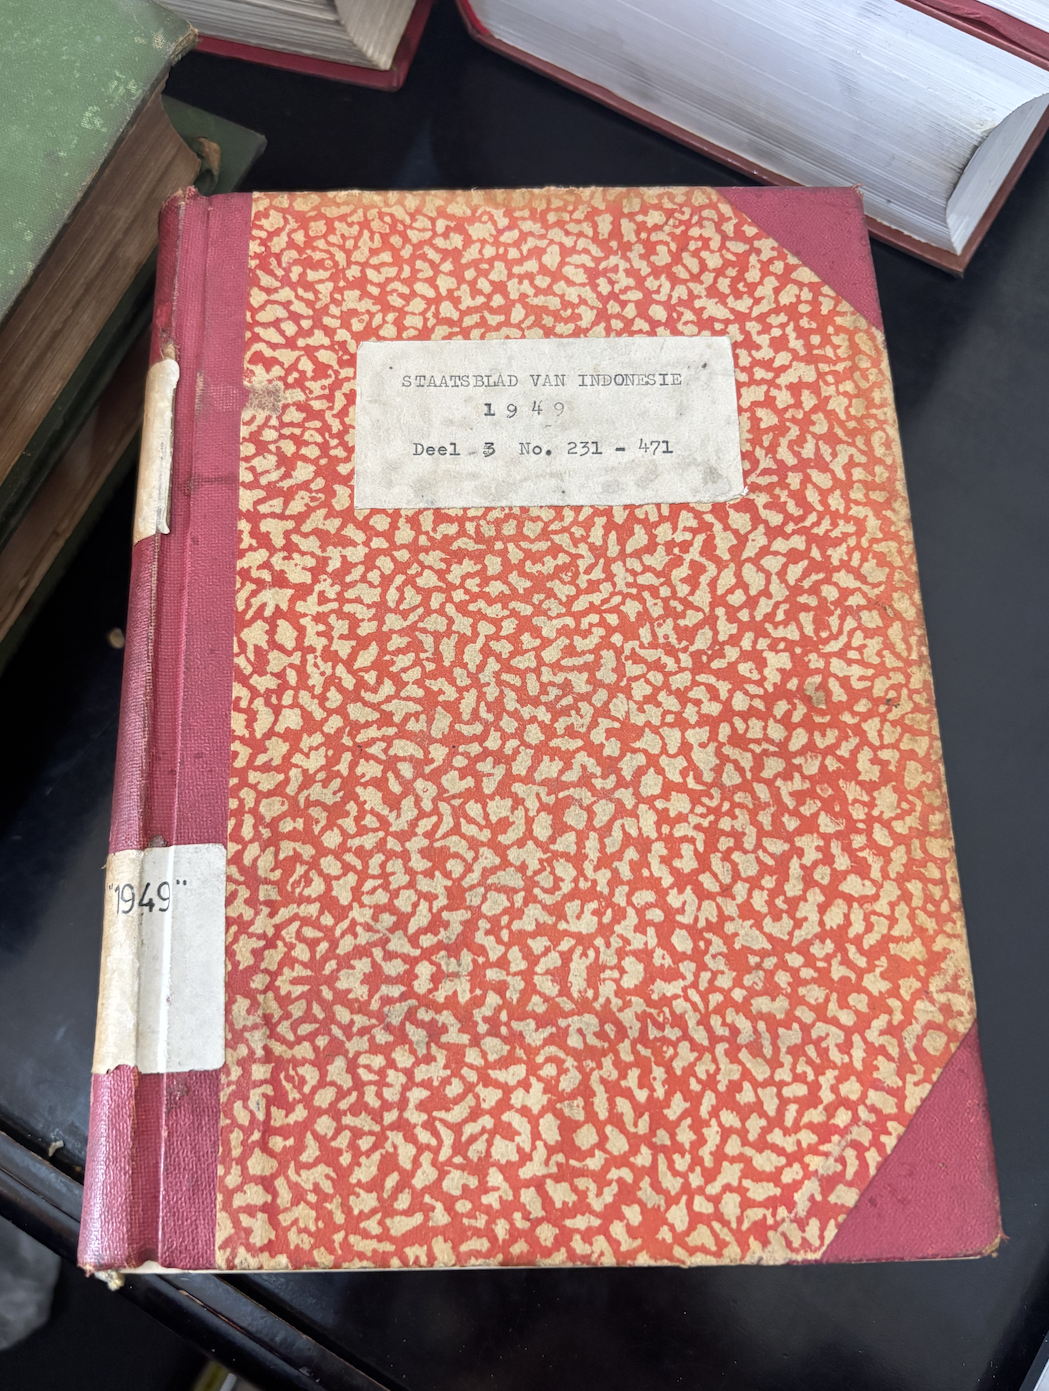 STAATSBLAD VAN INDONESIE
1949
Deel 3 No. 231 - 471
"1949"